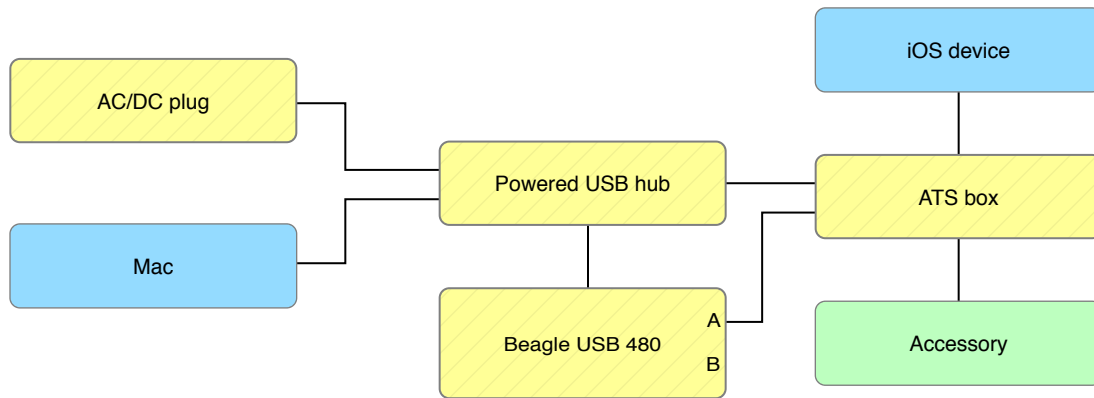 iOS device
AC/DC plug
Powered USB hub
ATS box
Mac
A
Beagle USB 480
B
Accessory